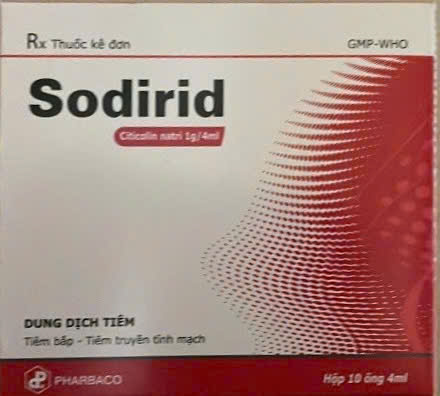 Rx Thuốc kê đơn
GMP-WHO
Sodirid
Citicolin natri 1g/4ml
DUNG DỊCH TIÊM
Tiêm bắp - Tiêm truyền tĩnh mạch
PHARBACO
Hộp 10 ống 4ml